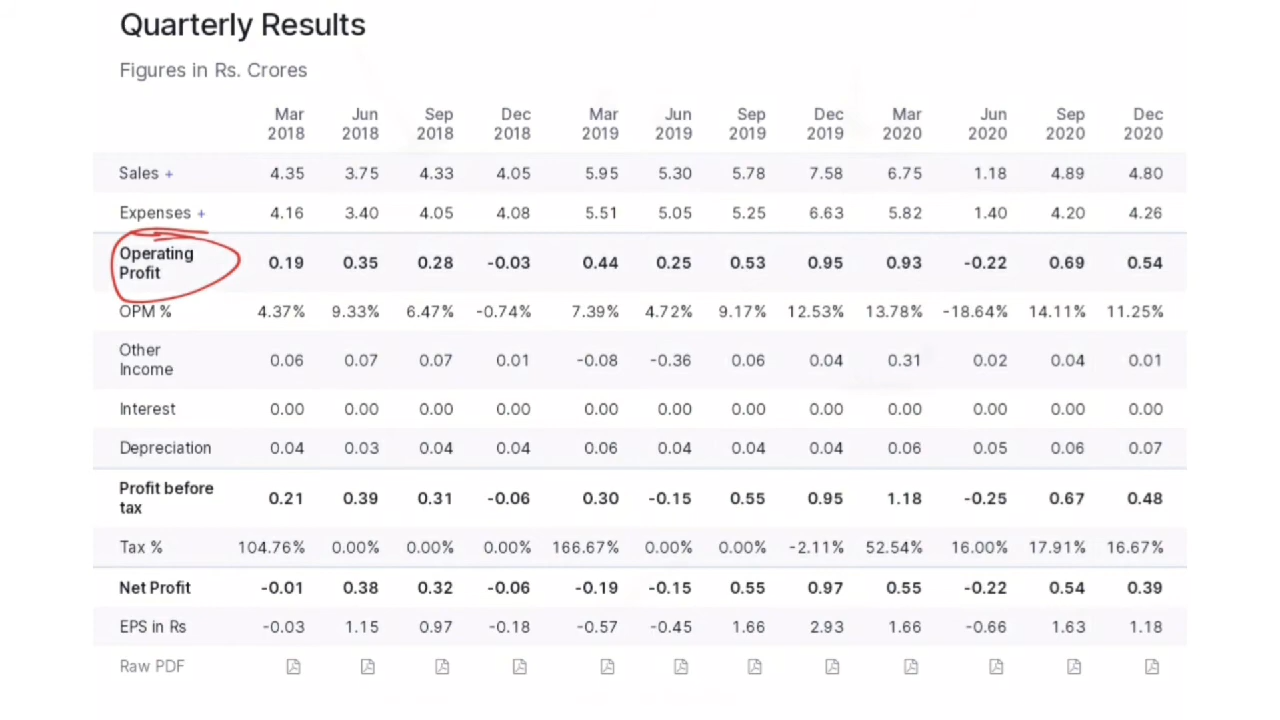 Quarterly Results
Figures in Rs. Crores
Mar 2018 Jun 2018 Sep 2018 Dec 2018 Mar 2019 Jun 2019 Sep 2019 Dec 2019 Mar 2020 Jun 2020 Sep 2020 Dec 2020
Sales + 4.35 3.75 4.33 4.05 5.95 5.30 5.78 7.58 6.75 1.18 4.89 4.80
Expenses + 4.16 3.40 4.05 4.08 5.51 5.05 5.25 6.63 5.82 1.40 4.20 4.26
Operating Profit 0.19 0.35 0.28 -0.03 0.44 0.25 0.53 0.95 0.93 -0.22 0.69 0.54
OPM % 4.37% 9.33% 6.47% -0.74% 7.39% 4.72% 9.17% 12.53% 13.78% -18.64% 14.11% 11.25%
Other Income 0.06 0.07 0.07 0.01 -0.08 -0.36 0.06 0.04 0.31 0.02 0.04 0.01
Interest 0.00 0.00 0.00 0.00 0.00 0.00 0.00 0.00 0.00 0.00 0.00 0.00
Depreciation 0.04 0.03 0.04 0.04 0.06 0.04 0.04 0.04 0.06 0.05 0.06 0.07
Profit before tax 0.21 0.39 0.31 -0.06 0.30 -0.15 0.55 0.95 1.18 -0.25 0.67 0.48
Tax % 104.76% 0.00% 0.00% 0.00% 166.67% 0.00% 0.00% -2.11% 52.54% 16.00% 17.91% 16.67%
Net Profit -0.01 0.38 0.32 -0.06 -0.19 -0.15 0.55 0.97 0.55 -0.22 0.54 0.39
EPS in Rs -0.03 1.15 0.97 -0.18 -0.57 -0.45 1.66 2.93 1.66 -0.66 1.63 1.18
Raw PDF